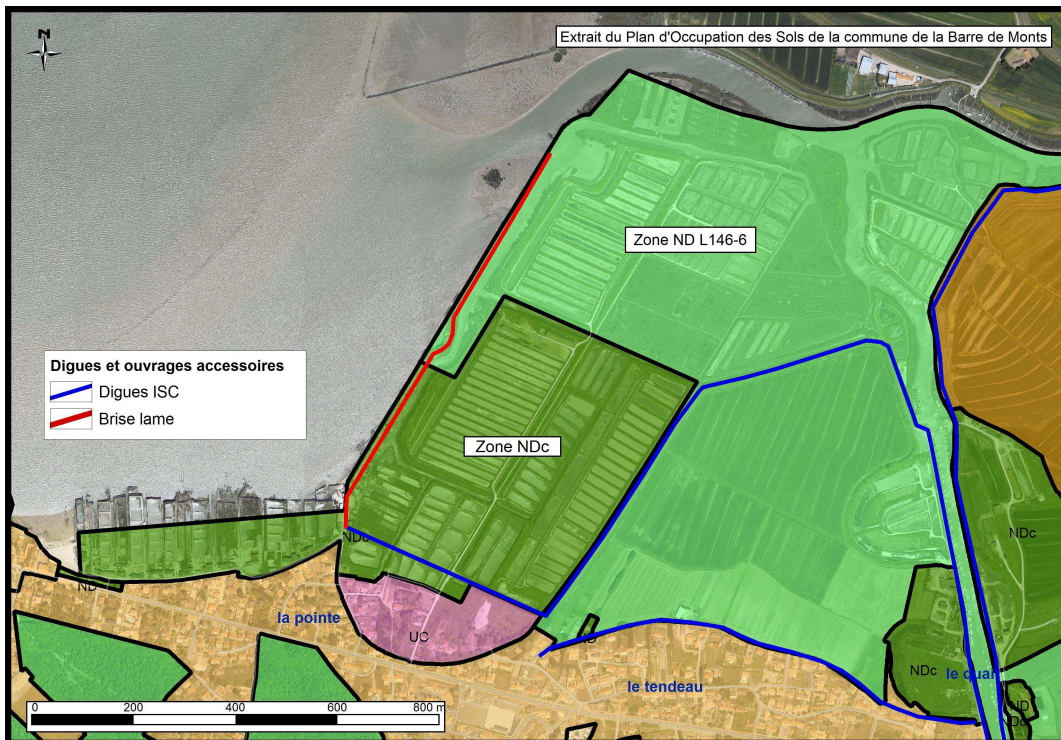 N
Extrait du Plan d'Occupation des Sols de la commune de la Barre de Monts
Zone ND L146-6
Digues et ouvrages accessoires
Digues ISC
Brise lame
Zone NDc
NDc
NDc
ND
la pointe
UC
ND
NDc
le quai
le tendeau
ND
NDc
0 200 400 600 800 m